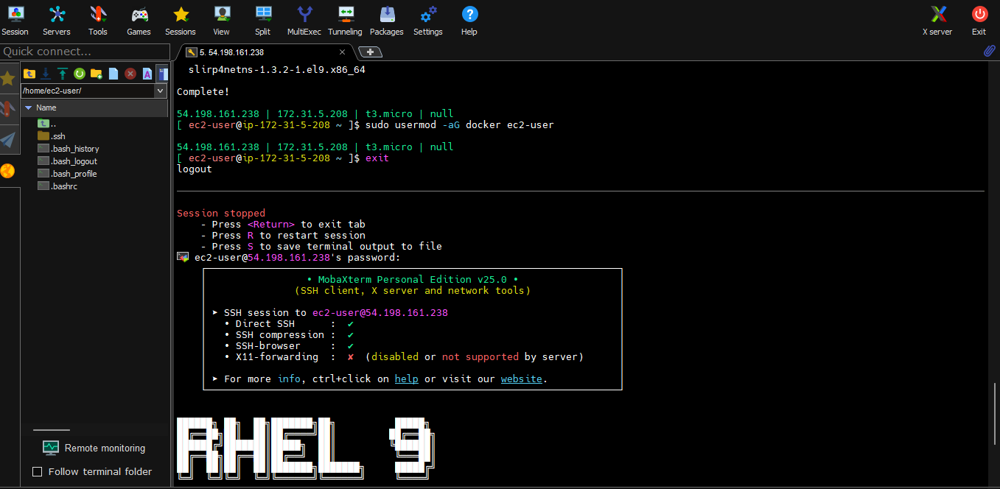 Session Servers Tools Games Sessions View Split MultiExec Tunneling Packages Settings Help X server Exit
Quick connect...
5. 54.198.161.238
/home/ec2-user/
Name
..
.ssh
.bash_history
.bash_logout
.bash_profile
.bashrc
Remote monitoring
Follow terminal folder
slirp4netns-1.3.2-1.el9.x86_64
Complete!
54.198.161.238 | 172.31.5.208 | t3.micro | null
[ ec2-user@ip-172-31-5-208 ~ ]$ sudo usermod -aG docker ec2-user
54.198.161.238 | 172.31.5.208 | t3.micro | null
[ ec2-user@ip-172-31-5-208 ~ ]$ exit
logout
Session stopped
- Press <Return> to exit tab
- Press R to restart session
- Press S to save terminal output to file
ec2-user@54.198.161.238's password:
• MobaXterm Personal Edition v25.0 •
(SSH client, X server and network tools)
➤ SSH session to ec2-user@54.198.161.238
• Direct SSH : ✔
• SSH compression : ✔
• SSH-browser : ✔
• X11-forwarding : ✘ (disabled or not supported by server)
➤ For more info, ctrl+click on help or visit our website.
RHEL 9